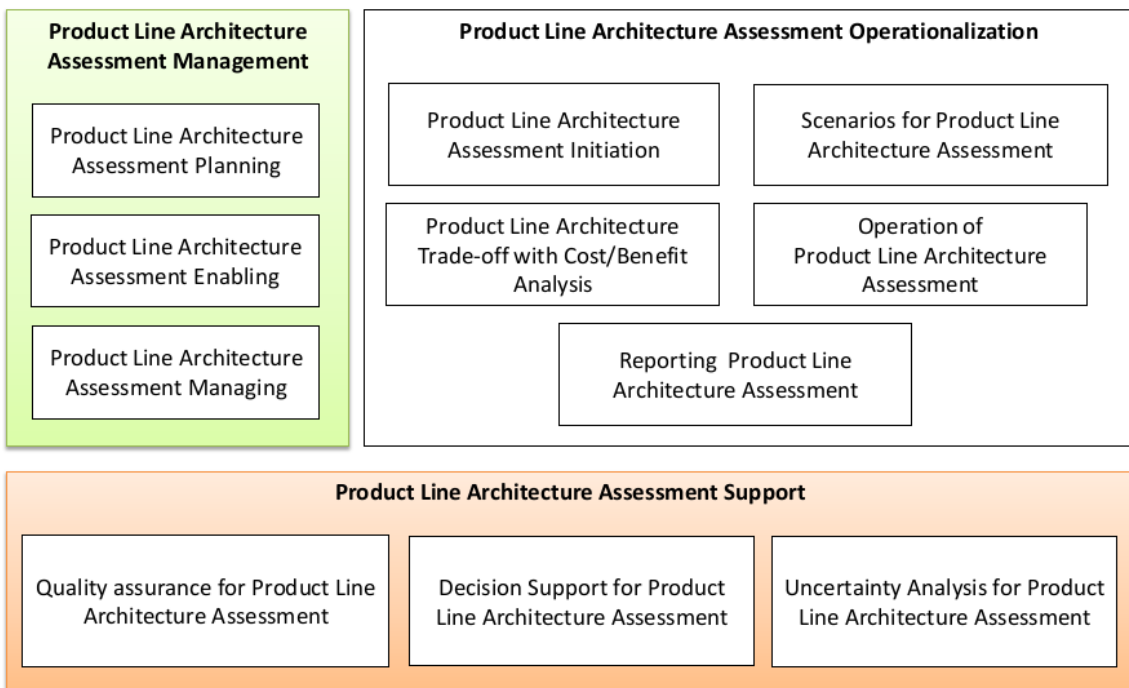 Product Line Architecture
Assessment Management
Product Line Architecture
Assessment Planning
Product Line Architecture
Assessment Enabling
Product Line Architecture
Assessment Managing
Product Line Architecture Assessment Operationalization
Product Line Architecture
Assessment Initiation
Scenarios for Product Line
Architecture Assessment
Product Line Architecture
Trade-off with Cost/Benefit
Analysis
Operation of
Product Line Architecture
Assessment
Reporting Product Line
Architecture Assessment
Product Line Architecture Assessment Support
Quality assurance for Product Line
Architecture Assessment
Decision Support for Product
Line Architecture Assessment
Uncertainty Analysis for Product
Line Architecture Assessment